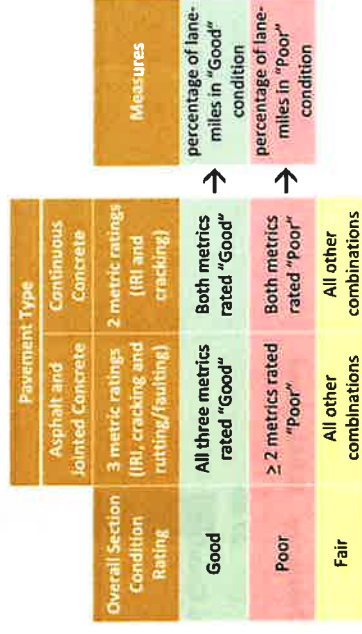 Pavement Type
Overall Section
Condition
Rating
Asphalt and
Jointed Concrete
Continuous
Concrete
3 metric ratings
(IRI, cracking and
rutting/faulting)
2 metric ratings
(IRI and
cracking)
Measures
Good
All three metrics
rated "Good"
Both metrics
rated "Good"
→
percentage of lane-
miles in "Good"
condition
Poor
≥ 2 metrics rated
"Poor"
Both metrics
rated "Poor"
→
percentage of lane-
miles in "Poor"
condition
Fair
All other
combinations
All other
combinations